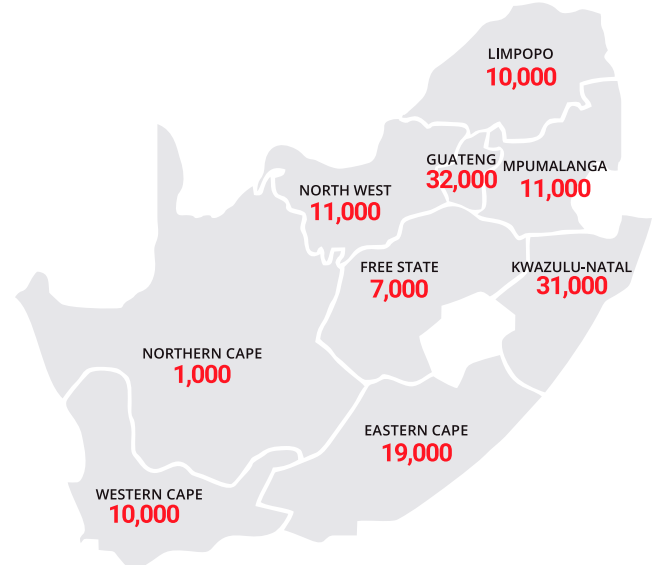 LIMPOPO
10,000
GUATENG
32,000
MPUMALANGA
11,000
NORTH WEST
11,000
FREE STATE
7,000
KWAZULU-NATAL
31,000
NORTHERN CAPE
1,000
EASTERN CAPE
19,000
WESTERN CAPE
10,000